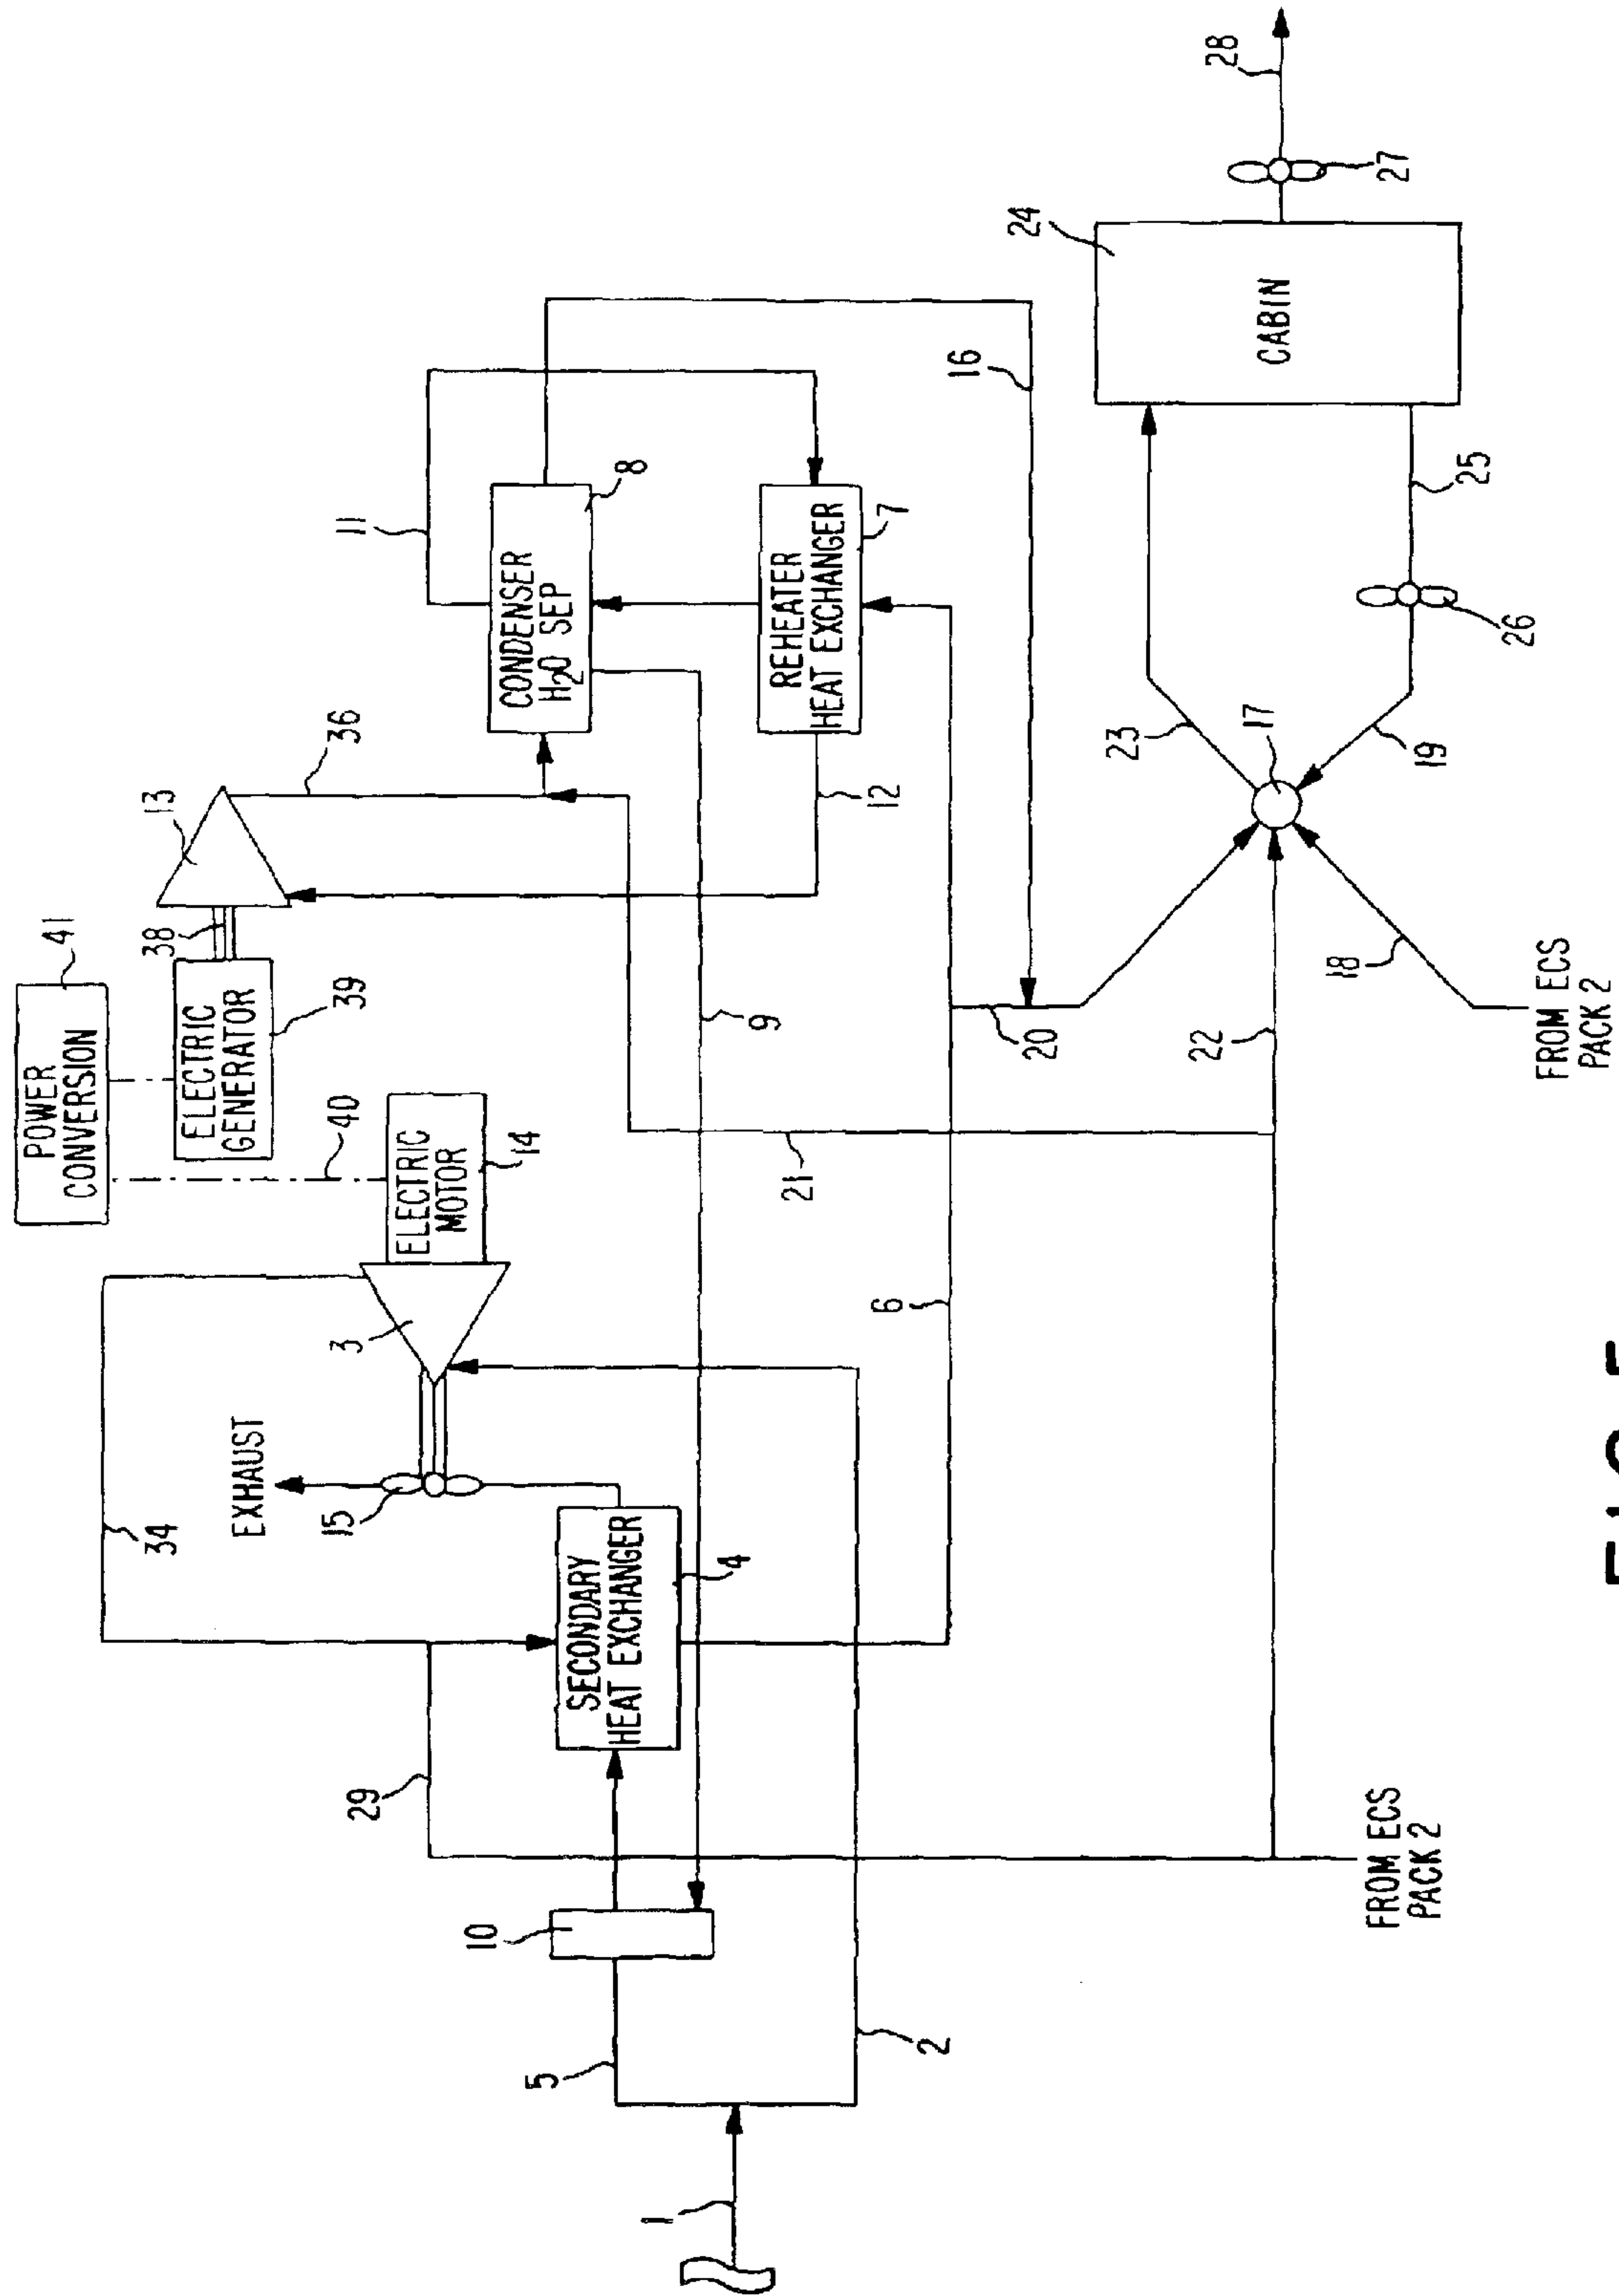 POWER
CONVERSION
41
ELECTRIC
GENERATOR
39
38
13
36
40
ELECTRIC
MOTOR
14
3
34
EXHAUST
15
SECONDARY
HEAT EXCHANGER
4
29
10
5
1
2
6
9
21
11
CONDENSER
H2O SEP
8
REHEATER
HEAT EXCHANGER
7
12
16
20
22
18
FROM ECS
PACK 2
FROM ECS
PACK 2
17
23
19
24
CABIN
25
26
27
28